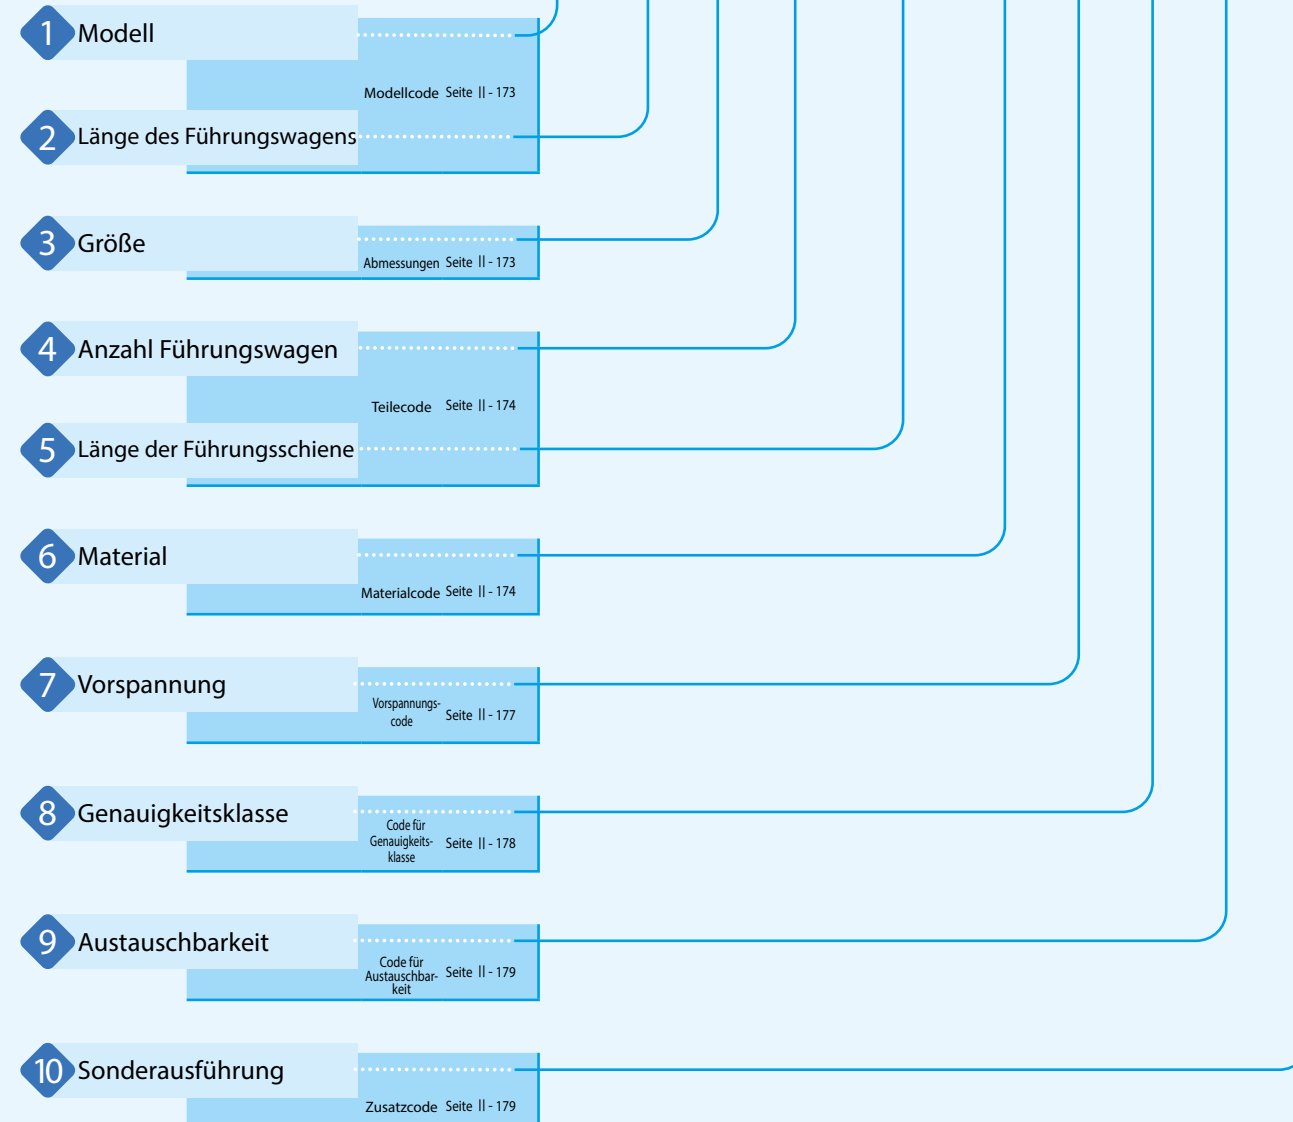 1 Modell
Modellcode Seite II - 173
2 Länge des Führungswagens
3 Größe
Abmessungen Seite II - 173
4 Anzahl Führungswagen
Teilecode Seite II - 174
5 Länge der Führungsschiene
6 Material
Materialcode Seite II - 174
7 Vorspannung
Vorspannungs-
code
Seite II - 177
8 Genauigkeitsklasse
Code für
Genauigkeits-
klasse
Seite II - 178
9 Austauschbarkeit
Code für
Austauschbar-
keit
Seite II - 179
10 Sonderausführung
Zusatzcode Seite II - 179